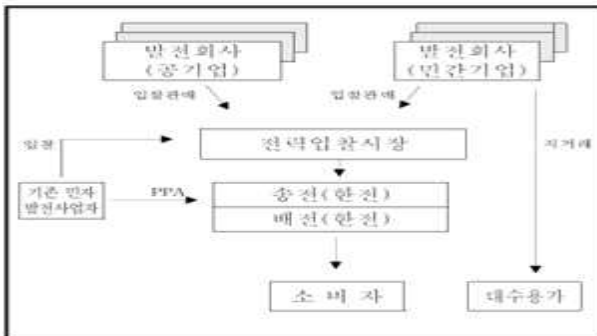 발전회사
(공기업)
발전회사
(민간기업)
입찰판매
입찰판매
입찰
전력입찰시장
직거래
기존 민자
발전사업자
PPA
송전(한전)
배전(한전)
소 비 자
대수용가